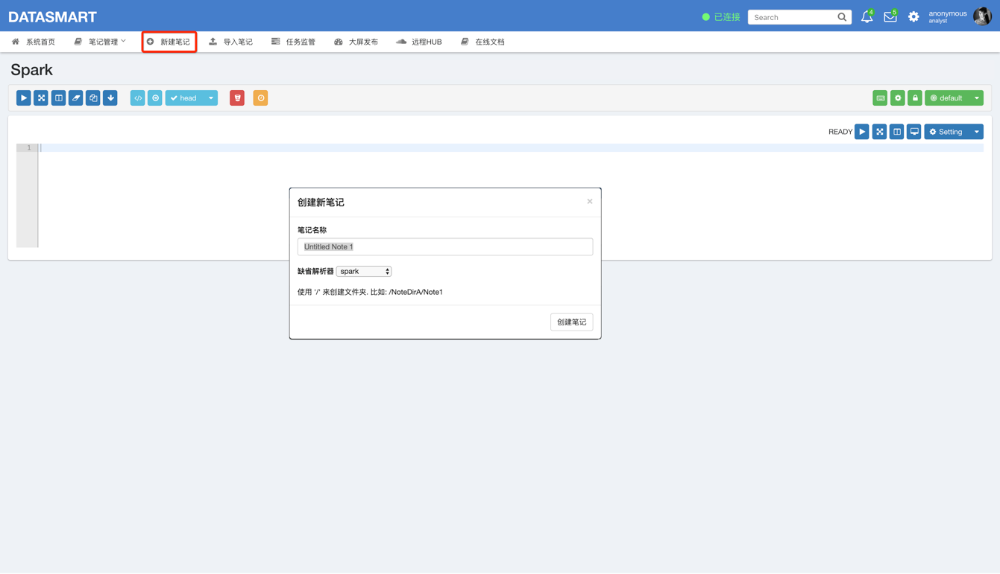 DATASMART
已连接
Search
4
5
anonymous
analyst
系统首页 笔记管理 新建笔记 导入笔记 任务监管 大屏发布 远程HUB 在线文档
Spark
head
default
READY
Setting
1
创建新笔记
×
笔记名称
Untitled Note 1
缺省解析器 spark
使用 '/' 来创建文件夹. 比如: /NoteDirA/Note1
创建笔记